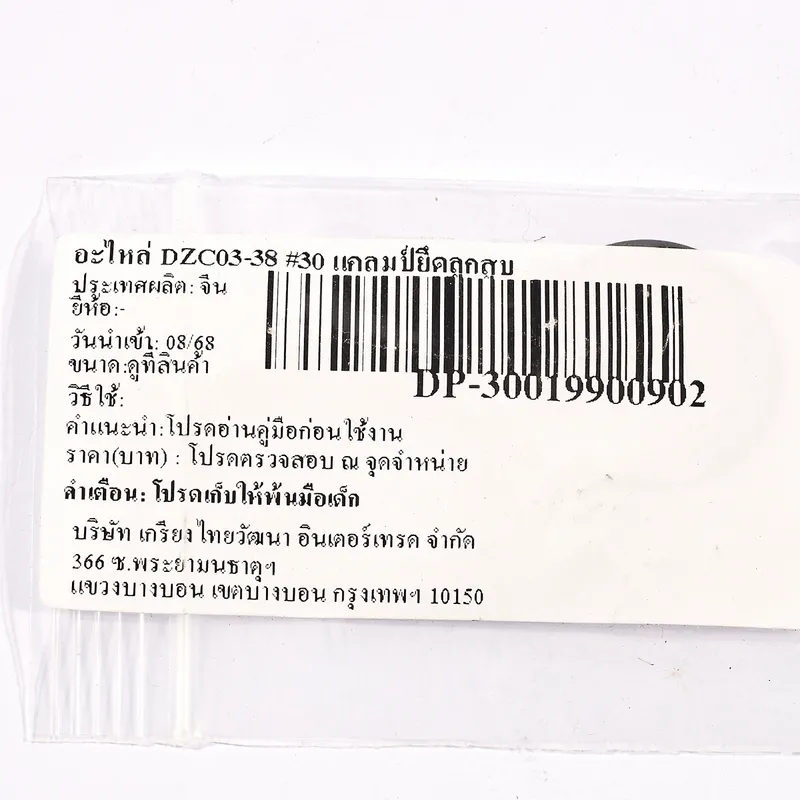 อะไหล่ DZC03-38 #30 แคลมป์ยึดลูกสูบ
ประเทศผลิต: จีน
ยี่ห้อ:-
วันนำเข้า: 08/68
ขนาด:ดูที่สินค้า
DP-30019900902
วิธีใช้:
คำแนะนำ:โปรดอ่านคู่มือก่อนใช้งาน
ราคา(บาท) : โปรดตรวจสอบ ณ จุดจำหน่าย
คำเตือน: โปรดเก็บให้พ้นมือเด็ก
บริษัท เกรียงไทยวัฒนา อินเตอร์เทรด จำกัด
366 ซ.พระยามนธาตุฯ
แขวงบางบอน เขตบางบอน กรุงเทพฯ 10150